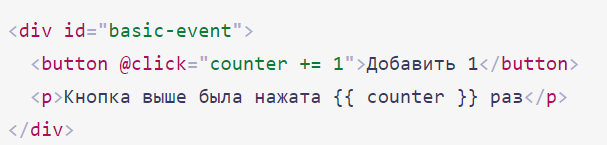 <div id="basic-event">
  <button @click="counter += 1">Добавить 1</button>
  <p>Кнопка выше была нажата {{ counter }} раз</p>
</div>